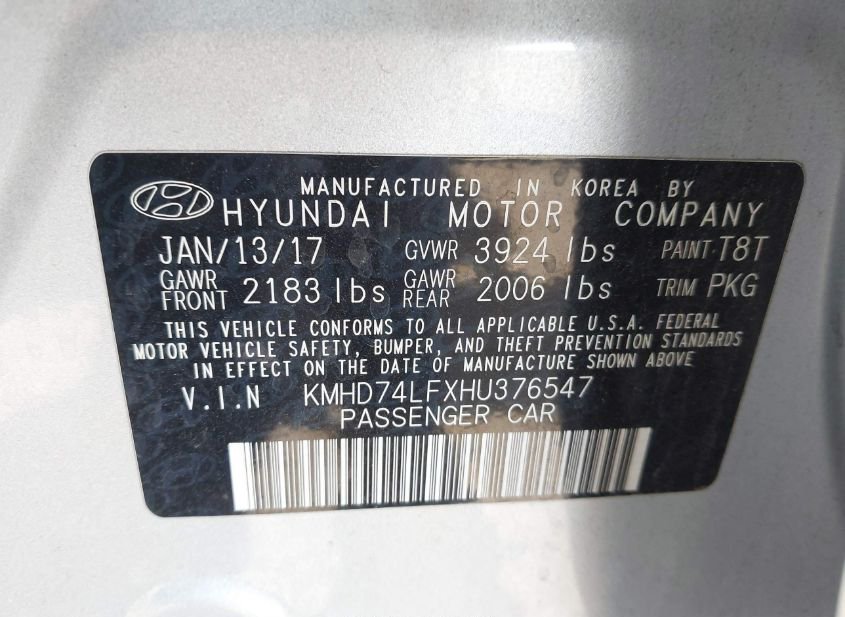 MANUFACTURED IN KOREA BY
HYUNDAI MOTOR COMPANY
JAN/13/17 GVWR 3924 lbs PAINT T8T
GAWR FRONT 2183 lbs GAWR REAR 2006 lbs TRIM PKG
THIS VEHICLE CONFORMS TO ALL APPLICABLE U.S.A. FEDERAL
MOTOR VEHICLE SAFETY, BUMPER, AND THEFT PREVENTION STANDARDS
IN EFFECT ON THE DATE OF MANUFACTURE SHOWN ABOVE
V.I.N KMHD74LFXHU376547
PASSENGER CAR